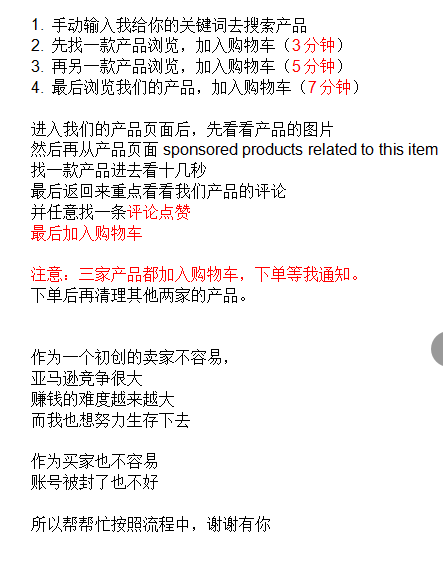 1. 手动输入我给你的关键词去搜索产品
2. 先找一款产品浏览，加入购物车（3分钟）
3. 再另一款产品浏览，加入购物车（5分钟）
4. 最后浏览我们的产品，加入购物车（7分钟）
进入我们的产品页面后，先看看产品的图片
然后再从产品页面 sponsored products related to this item
找一款产品进去看十几秒
最后返回来重点看看我们产品的评论
并任意找一条评论点赞
最后加入购物车
注意：三家产品都加入购物车，下单等我通知。
下单后再清理其他两家的产品。
作为一个初创的卖家不容易，
亚马逊竞争很大
赚钱的难度越来越大
而我也想努力生存下去
作为买家也不容易
账号被封了也不好
所以帮帮忙按照流程中，谢谢有你